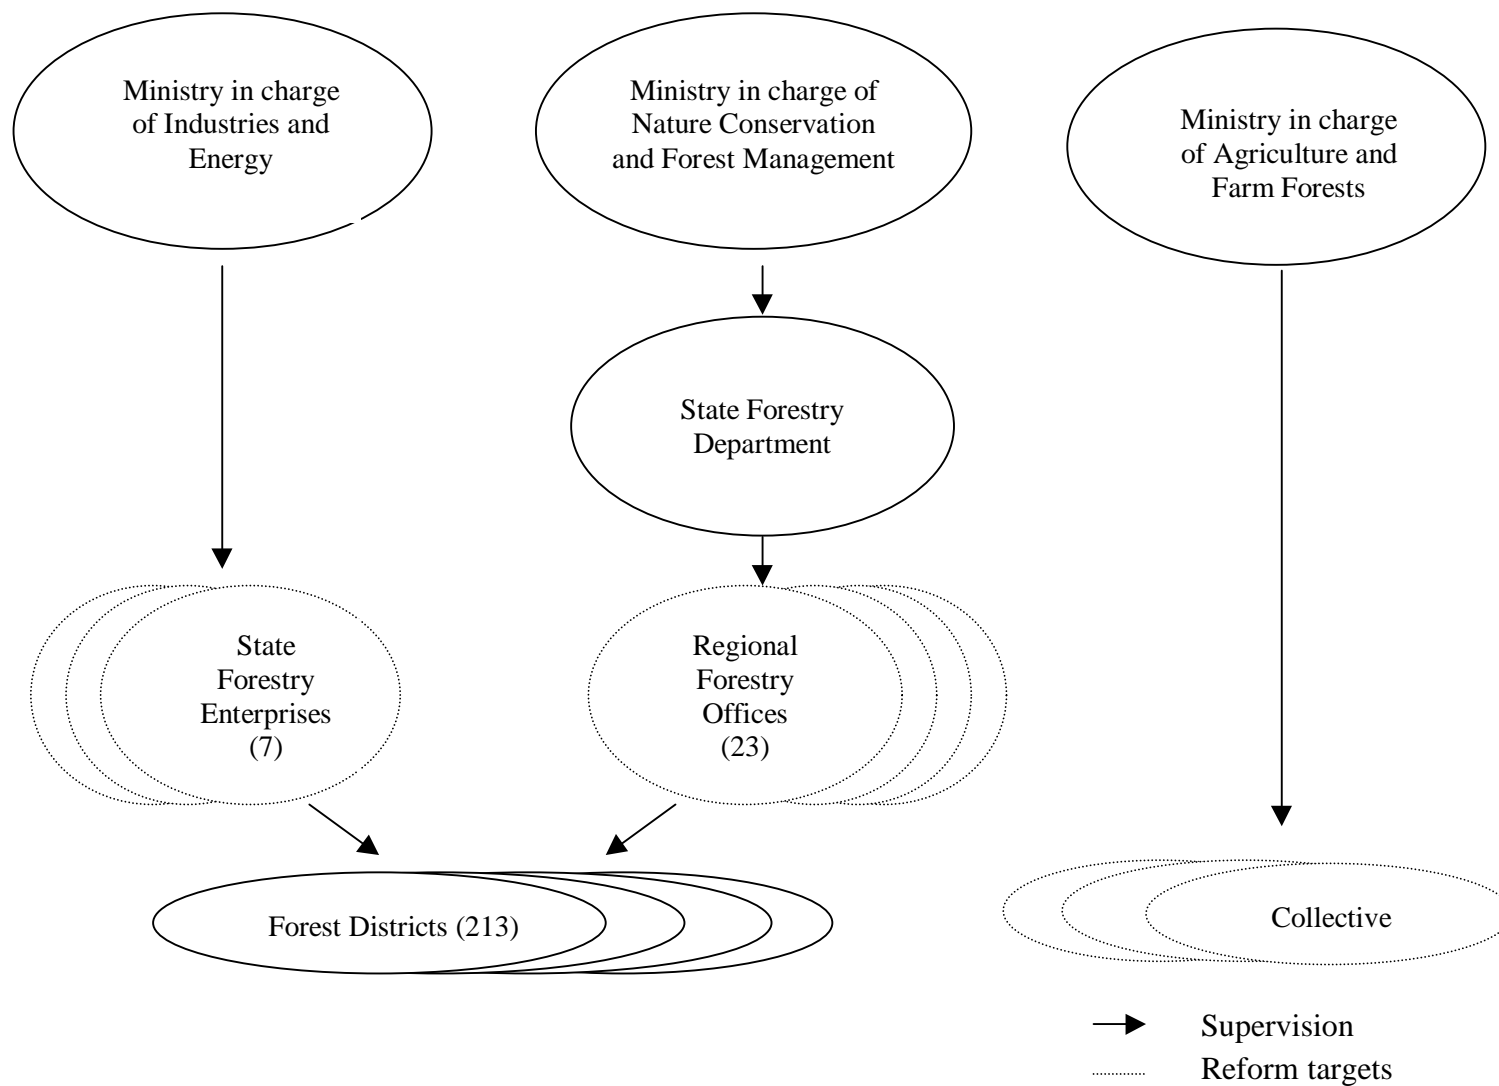 Ministry in charge
of Industries and
Energy
Ministry in charge of
Nature Conservation
and Forest Management
Ministry in charge
of Agriculture and
Farm Forests
State Forestry
Department
State
Forestry
Enterprises
(7)
Regional
Forestry
Offices
(23)
Forest Districts (213)
Collective
Supervision
Reform targets